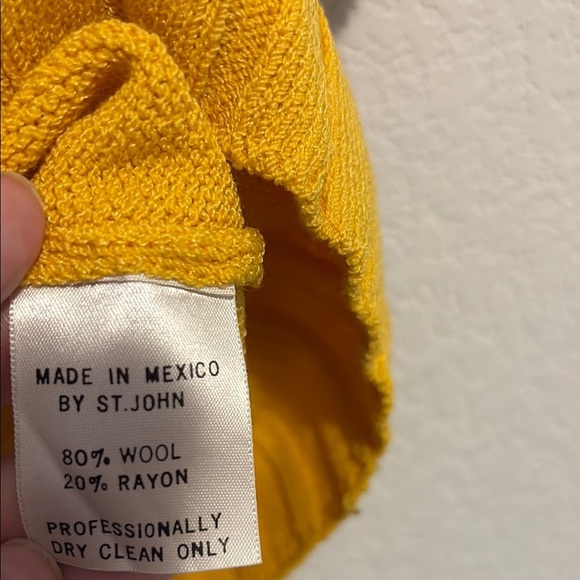 MADE IN MEXICO
BY ST.JOHN
80% WOOL
20% RAYON
PROFESSIONALLY
DRY CLEAN ONLY